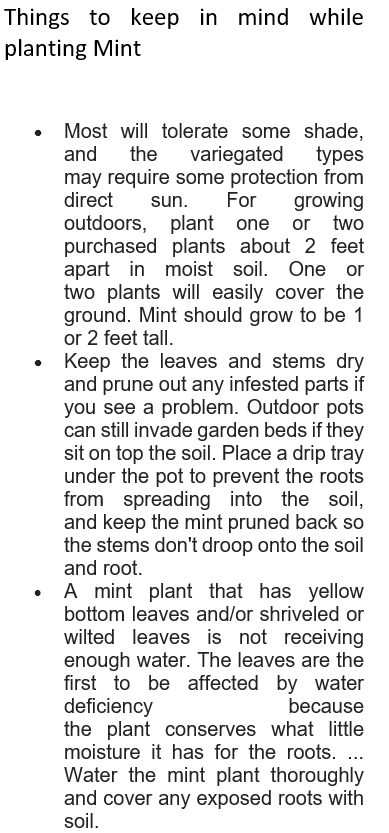 Things to keep in mind while
planting Mint
• Most will tolerate some shade,
and the variegated types
may require some protection from
direct sun. For growing
outdoors, plant one or two
purchased plants about 2 feet
apart in moist soil. One or
two plants will easily cover the
ground. Mint should grow to be 1
or 2 feet tall.
• Keep the leaves and stems dry
and prune out any infested parts if
you see a problem. Outdoor pots
can still invade garden beds if they
sit on top the soil. Place a drip tray
under the pot to prevent the roots
from spreading into the soil,
and keep the mint pruned back so
the stems don't droop onto the soil
and root.
• A mint plant that has yellow
bottom leaves and/or shriveled or
wilted leaves is not receiving
enough water. The leaves are the
first to be affected by water
deficiency because
the plant conserves what little
moisture it has for the roots. ...
Water the mint plant thoroughly
and cover any exposed roots with
soil.